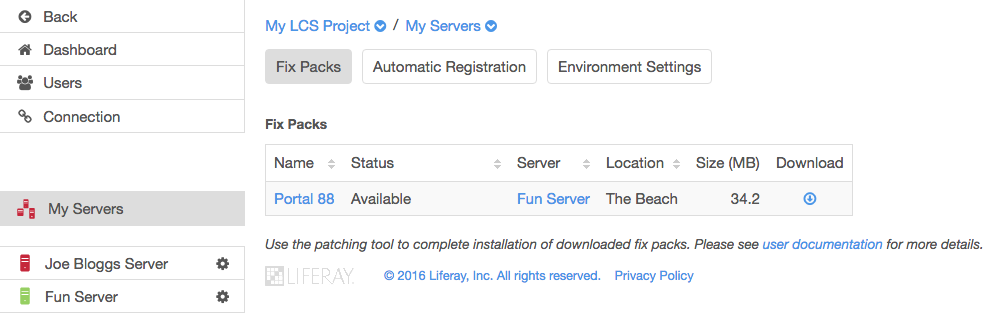 Back
Dashboard
Users
Connection
My Servers
Joe Bloggs Server
Fun Server
My LCS Project / My Servers
Fix Packs Automatic Registration Environment Settings
Fix Packs
Name Status Server Location Size (MB) Download
Portal 88 Available Fun Server The Beach 34.2
Use the patching tool to complete installation of downloaded fix packs. Please see user documentation for more details.
LIFERAY. © 2016 Liferay, Inc. All rights reserved. Privacy Policy